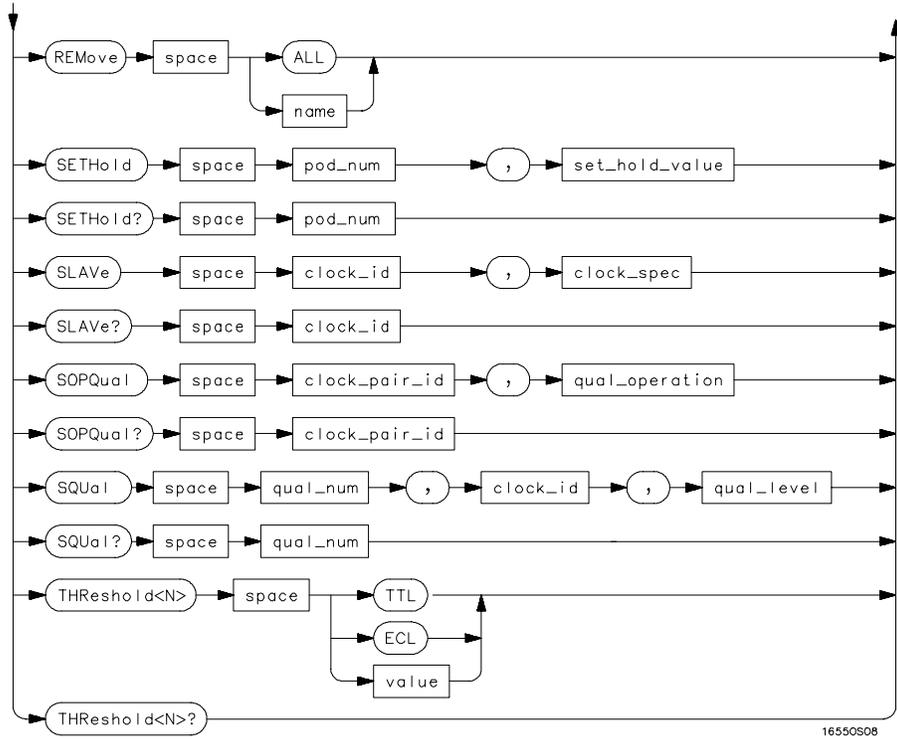 REMove space ALL
name
SETHold space pod_num , set_hold_value
SETHold? space pod_num
SLAVe space clock_id , clock_spec
SLAVe? space clock_id
SOPQual space clock_pair_id , qual_operation
SOPQual? space clock_pair_id
SQUal space qual_num , clock_id , qual_level
SQUal? space qual_num
THReshold<N> space TTL
ECL
value
THReshold<N>?
16550S08